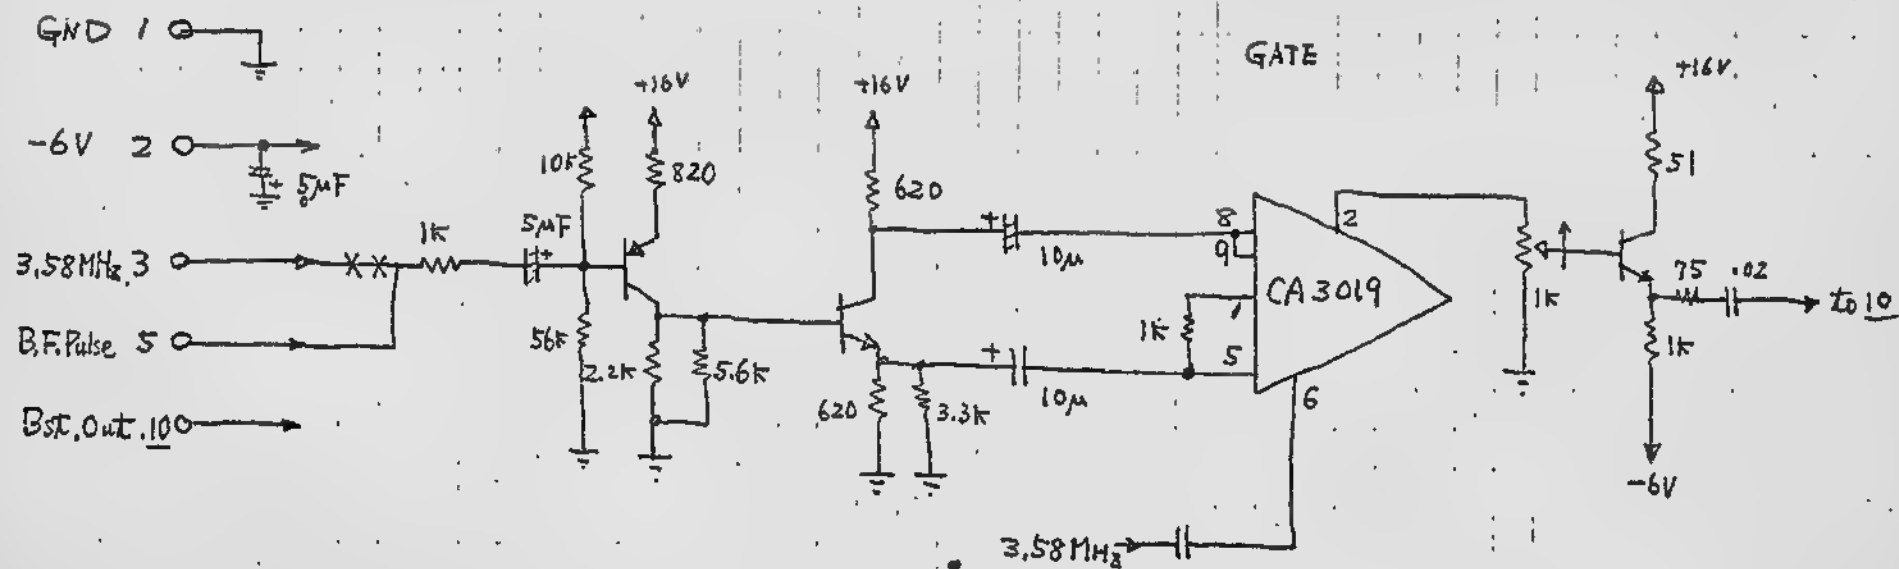 GND 1
GATE
-6V 2
5μF
3.58MHz. 3
B.F. Pulse 5
Bst. Out. 10
1K
5μF
10K
56K
+16V
820
2.2K
5.6K
+16V
620
620
3.3K
10μ
10μ
8
9
1K
5
CA3019
2
6
3.58MHz
1K
+16V
51
75
.02
1K
-6V
to 10